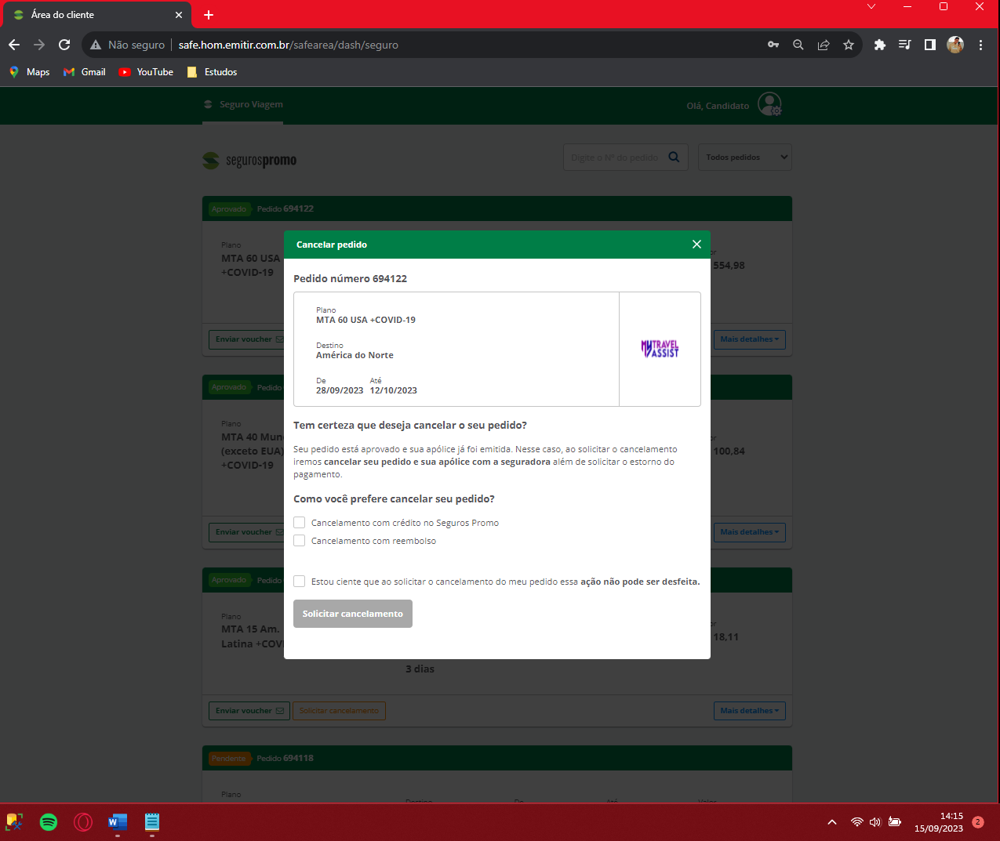 Área do cliente
Não seguro
safe.hom.emitir.com.br/safearea/dash/seguro
Maps Gmail YouTube Estudos
Seguro Viagem
Olá, Candidato
segurospromo
Digite o Nº do pedido
Todos pedidos
Aprovado Pedido 694122
Plano
MTA 60 USA
+COVID-19
554,98
Enviar voucher
Mais detalhes
Cancelar pedido
Pedido número 694122
Plano
MTA 60 USA +COVID-19
Destino
América do Norte
De Até
28/09/2023 12/10/2023
MY TRAVEL
ASSIST
Tem certeza que deseja cancelar o seu pedido?
Seu pedido está aprovado e sua apólice já foi emitida. Nesse caso, ao solicitar o cancelamento
iremos cancelar seu pedido e sua apólice com a seguradora além de solicitar o estorno do
pagamento.
Como você prefere cancelar seu pedido?
Cancelamento com crédito no Seguros Promo
Cancelamento com reembolso
Estou ciente que ao solicitar o cancelamento do meu pedido essa ação não pode ser desfeita.
Solicitar cancelamento
Aprovado Pedido
Plano
MTA 40
(exceto EUA)
+COVID-19
100,84
Enviar voucher
Mais detalhes
Aprovado Pedido
Plano
MTA 15 Am.
Latina
18,11
3 dias
Enviar voucher Solicitar cancelamento
Mais detalhes
Pendente Pedido 694118
Plano
Destino De Até Valor
14:15
15/09/2023
2